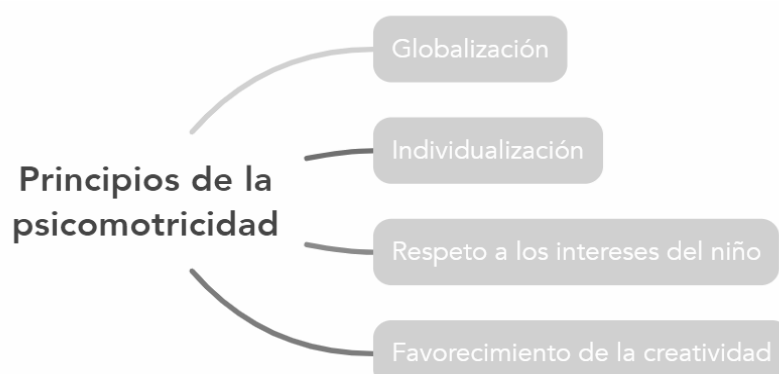 Principios de la
psicomotricidad
Globalización
Individualización
Respeto a los intereses del niño
Favorecimiento de la creatividad